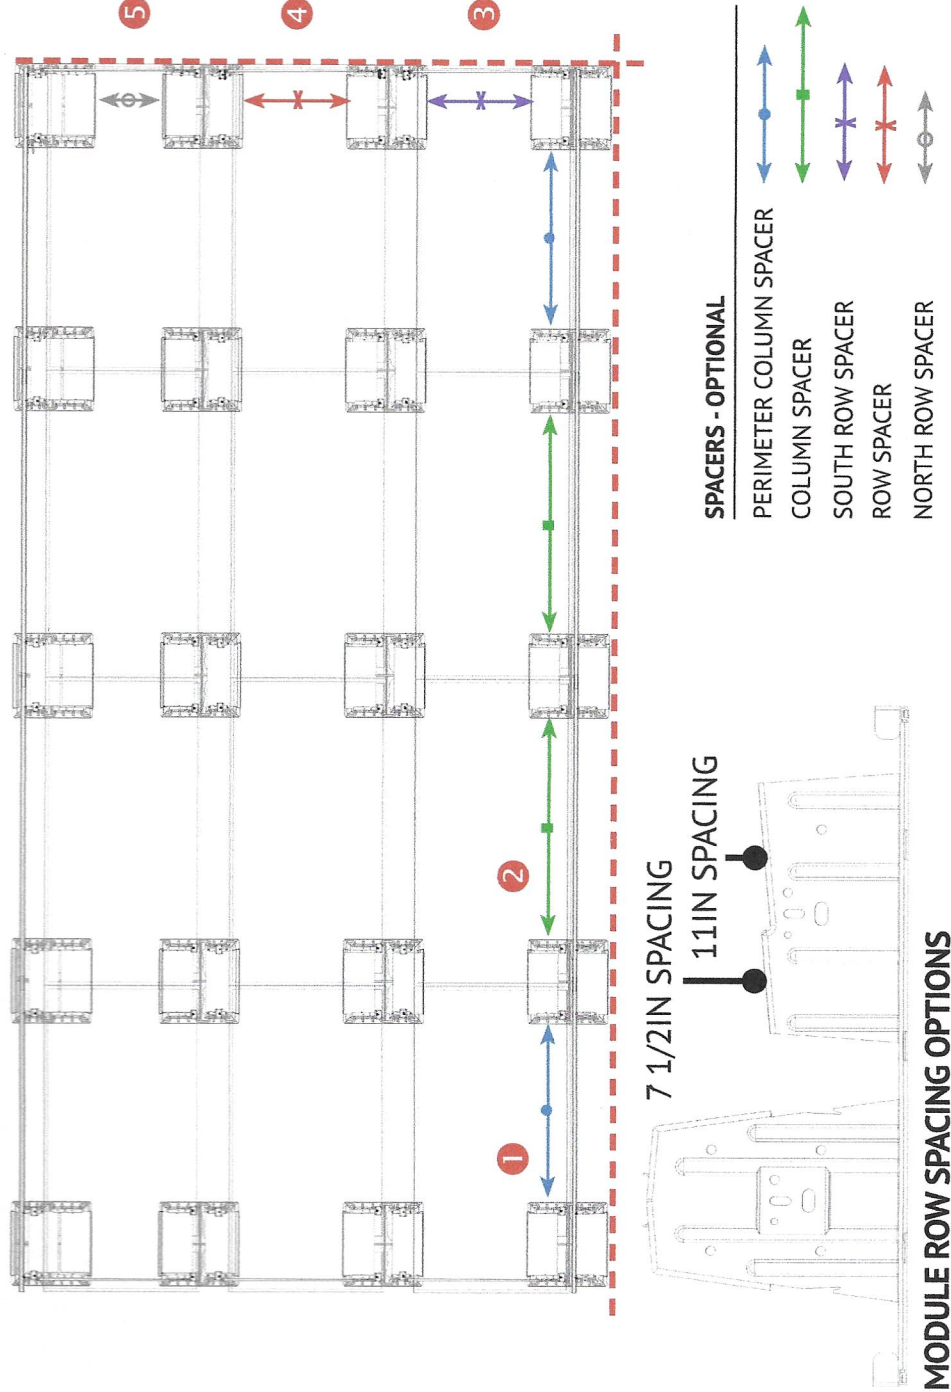 1
2
3
4
5
7 1/2IN SPACING
11IN SPACING
MODULE ROW SPACING OPTIONS
SPACERS - OPTIONAL
PERIMETER COLUMN SPACER
COLUMN SPACER
SOUTH ROW SPACER
ROW SPACER
NORTH ROW SPACER